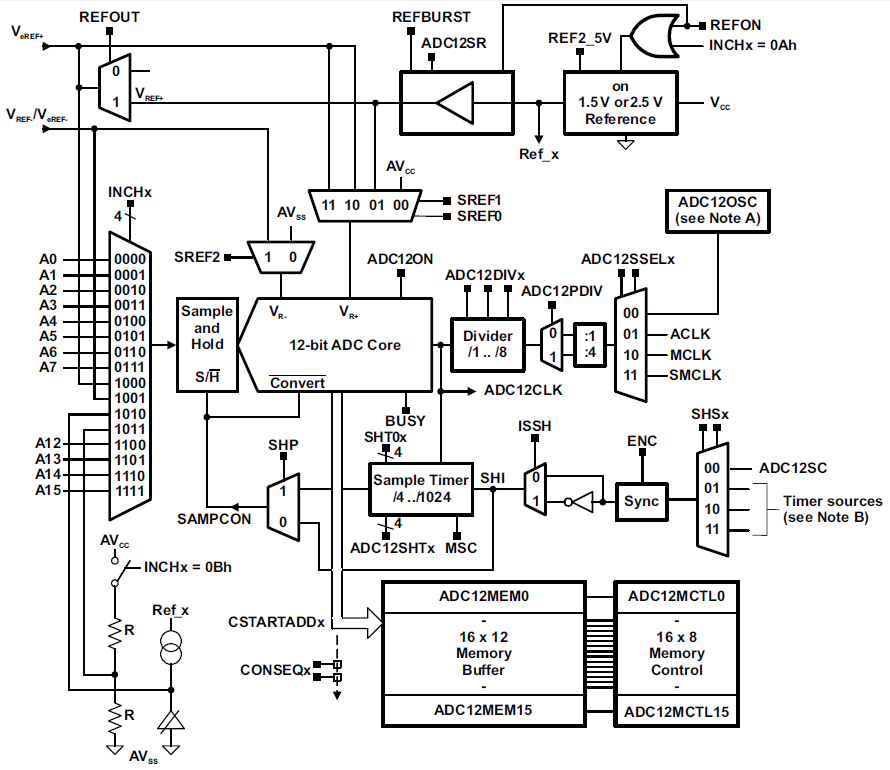 REFOUT
REFBURST
REFON
VeREF+
ADC12SR
REF2_5V
INCHx = 0Ah
0
1
VREF+
on
1.5 V or 2.5 V
Reference
VCC
VREF-/VeREF-
Ref_x
AVCC
INCHx
4
11 10 01 00
SREF1
SREF0
ADC12OSC
(see Note A)
AVSS
SREF2
1 0
ADC12ON
ADC12DIVx
ADC12PDIV
ADC12SSELx
A0 0000
A1 0001
A2 0010
A3 0011
A4 0100
A5 0101
A6 0110
A7 0111
1000
1001
1010
1011
A12 1100
A13 1101
A14 1110
A15 1111
Sample
and
Hold
S/H
VR-
VR+
12-bit ADC Core
Convert
Divider
/1 .. /8
0
1
:1
:4
00
01 ACLK
10 MCLK
11 SMCLK
ADC12CLK
BUSY
SHP
1
0
SAMPCON
SHT0x
4
Sample Timer
/4 ../1024
4
ADC12SHTx
MSC
SHI
ISSH
0
1
ENC
Sync
SHSx
00 ADC12SC
01
10
11
Timer sources
(see Note B)
AVCC
INCHx = 0Bh
Ref_x
R
R
AVSS
CSTARTADDx
CONSEQx
ADC12MEM0
-
16 x 12
Memory
Buffer
-
ADC12MEM15
ADC12MCTL0
-
16 x 8
Memory
Control
-
ADC12MCTL15